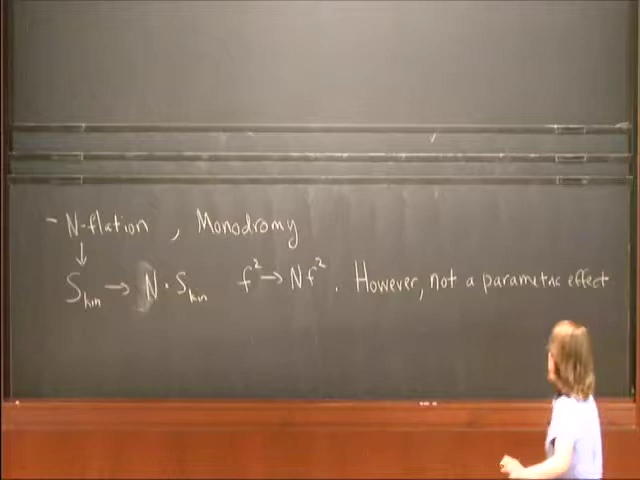 - N-flation, Monodromy
↓
S_kin → N · S_kin f² → Nf². However, not a parametric effect